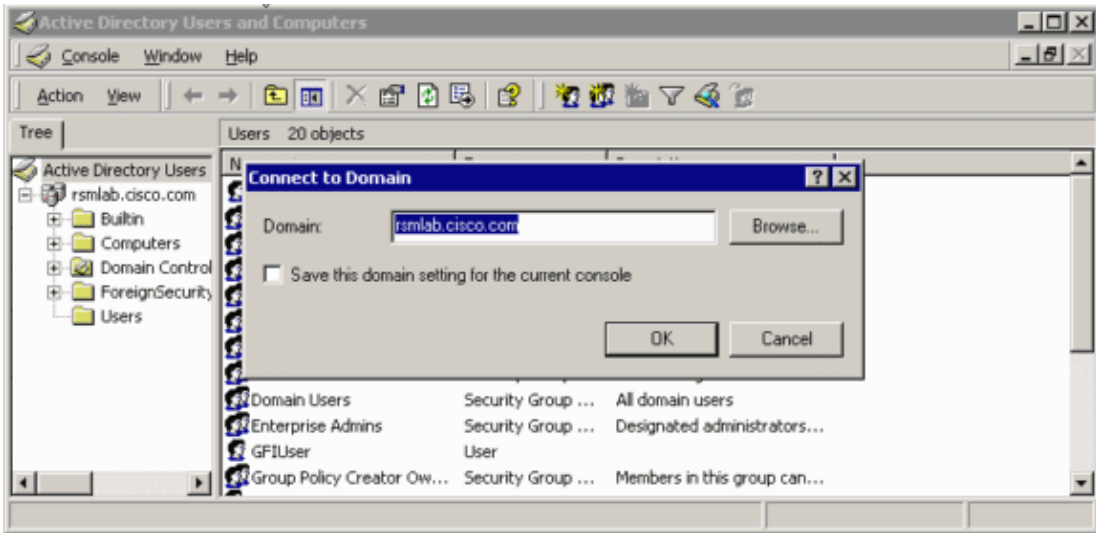 Active Directory Users and Computers
Console Window Help
Action View
Tree
Users 20 objects
Active Directory Users
rsmlab.cisco.com
Builtin
Computers
Domain Control
ForeignSecurity
Users
Connect to Domain
Domain: rsmlab.cisco.com Browse...
Save this domain setting for the current console
OK Cancel
Domain Users Security Group ... All domain users
Enterprise Admins Security Group ... Designated administrators...
GFIUser User
Group Policy Creator Ow... Security Group ... Members in this group can...